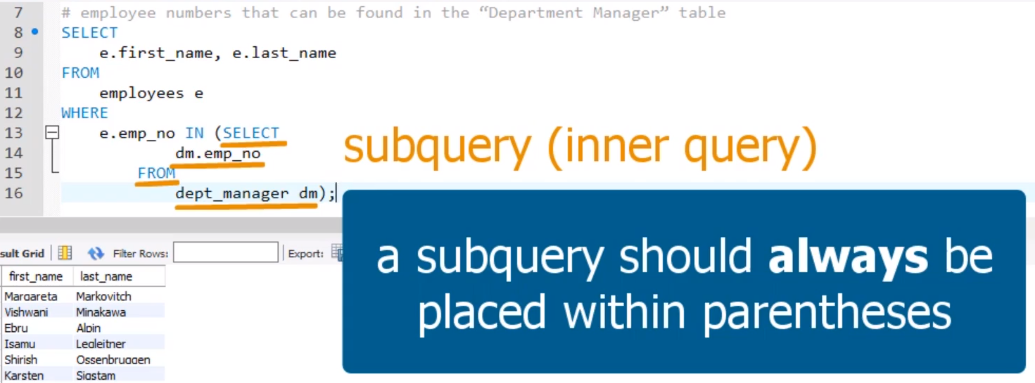 7 # employee numbers that can be found in the “Department Manager” table
8 SELECT
9 e.first_name, e.last_name
10 FROM
11 employees e
12 WHERE
13 e.emp_no IN (SELECT
14 dm.emp_no
15 FROM
16 dept_manager dm);
subquery (inner query)
a subquery should always be
placed within parentheses
sult Grid Filter Rows: Export:
first_name last_name
Margareta Markovitch
Vishwani Minakawa
Ebru Alpin
Isamu Legleitner
Shirish Ossenbruggen
Karsten Sigstam